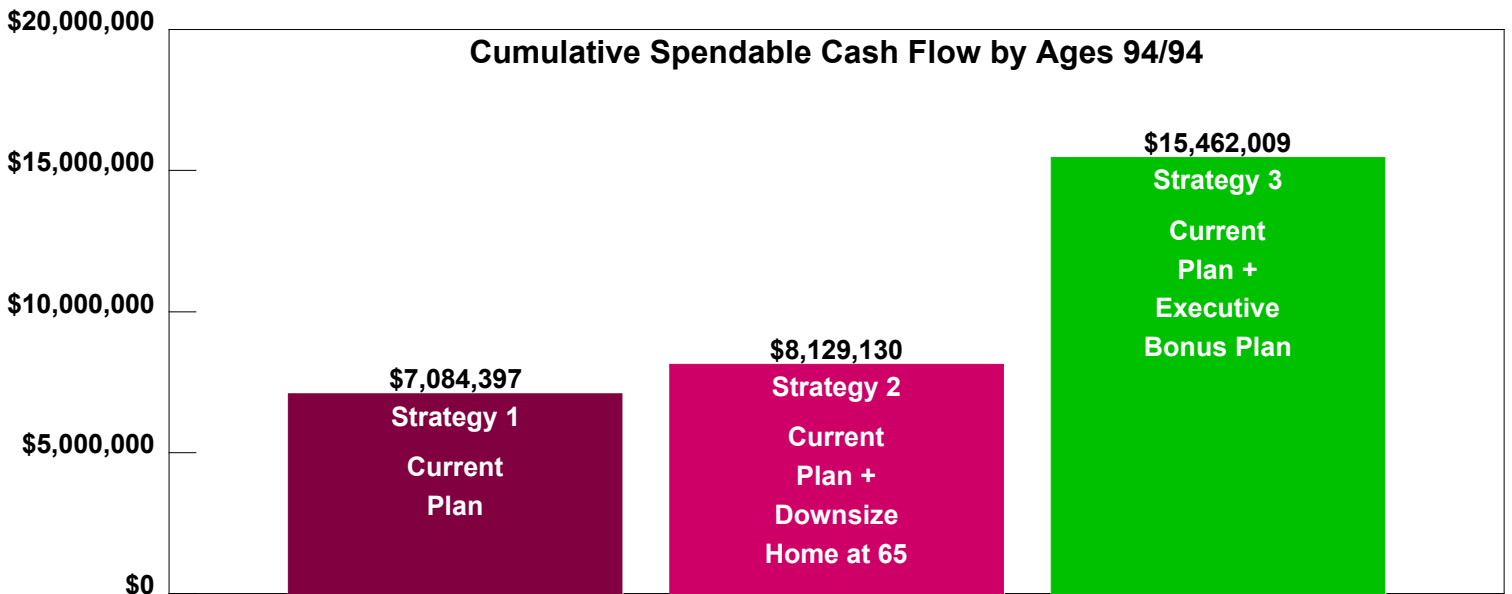 $20,000,000
Cumulative Spendable Cash Flow by Ages 94/94
$15,000,000
$10,000,000
$5,000,000
$0
$7,084,397
Strategy 1
Current
Plan
$8,129,130
Strategy 2
Current
Plan +
Downsize
Home at 65
$15,462,009
Strategy 3
Current
Plan +
Executive
Bonus Plan